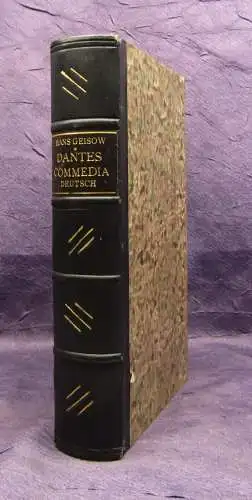 HANS GEISOW
DANTES
COMMEDIA
DEUTSCH